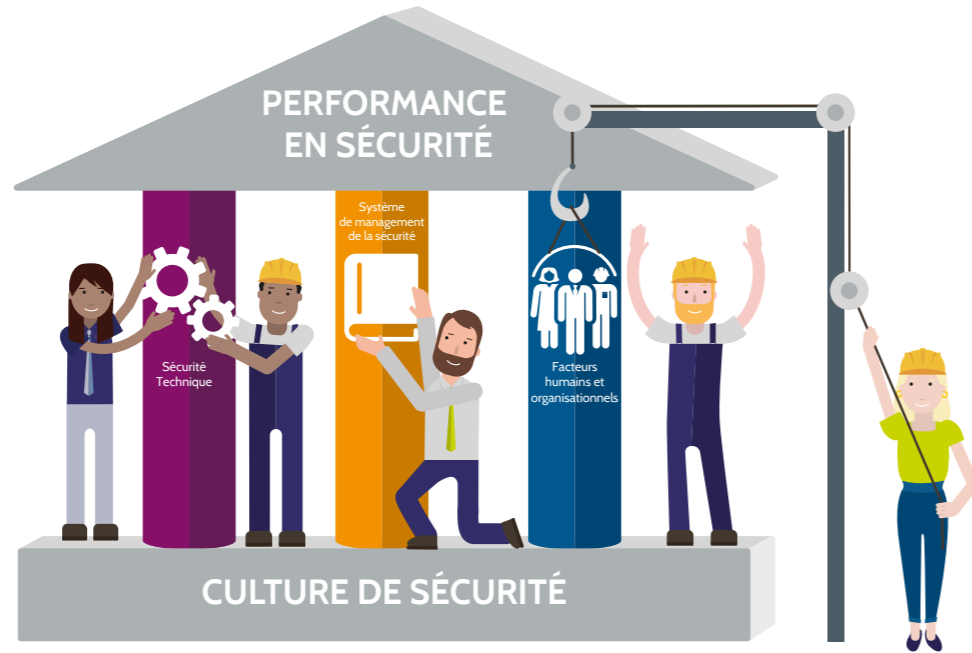 PERFORMANCE
EN SÉCURITÉ
Système
de management
de la sécurité
Sécurité
Technique
Facteurs
humains et
organisationnels
CULTURE DE SÉCURITÉ